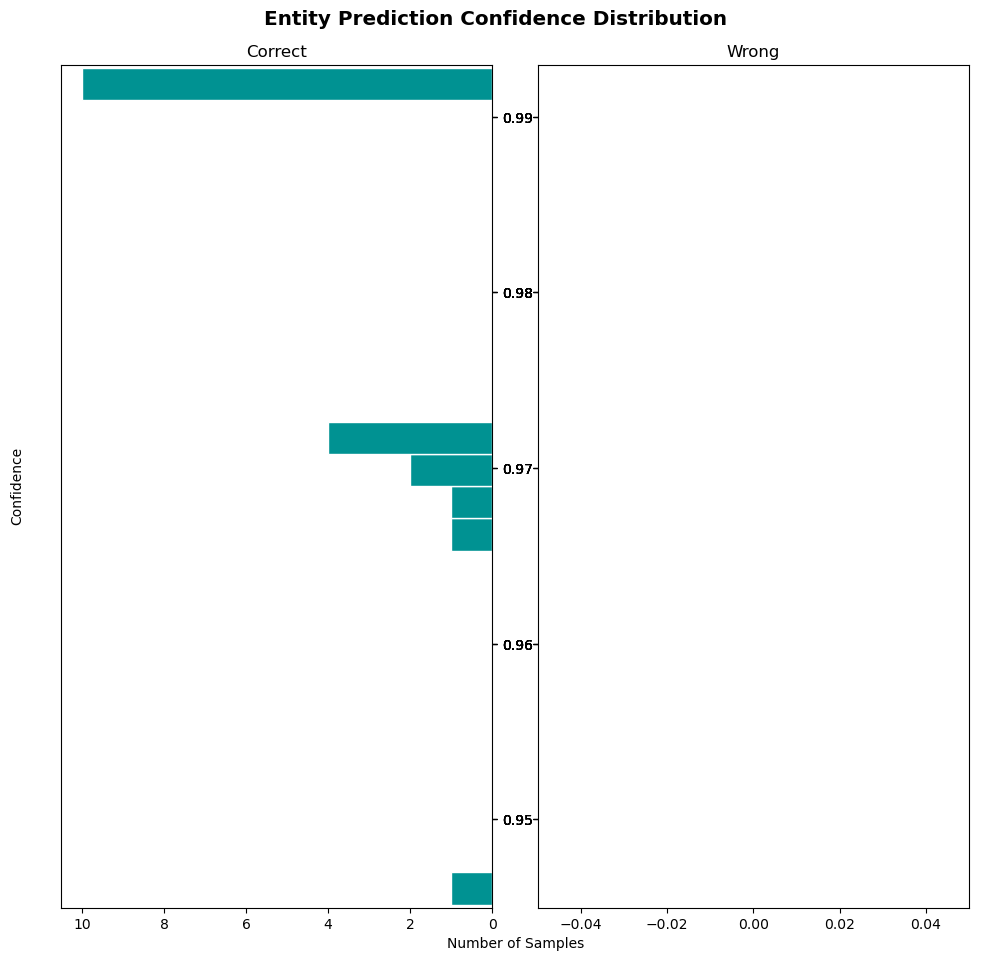 Entity Prediction Confidence Distribution
Correct
Wrong
0.99
0.98
0.97
0.96
0.95
Confidence
10 8 6 4 2 0
−0.04 −0.02 0.00 0.02 0.04
Number of Samples